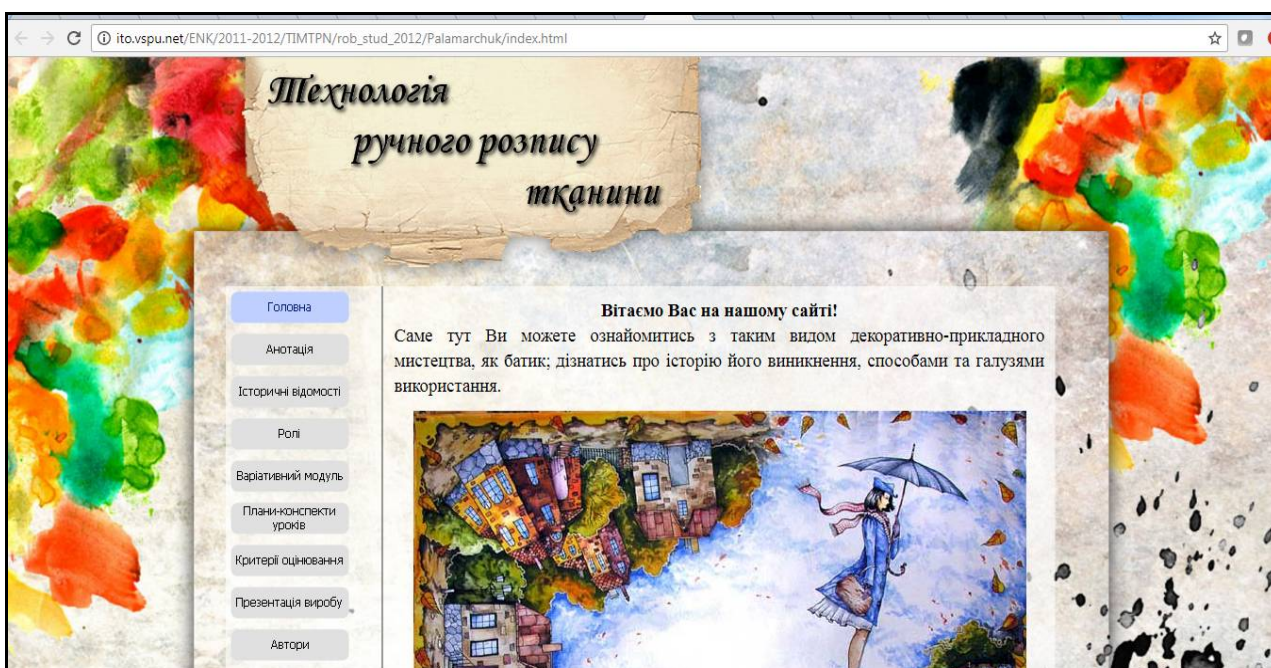 ito.vspu.net/ENK/2011-2012/TIMTPN/rob_stud_2012/Palamarchuk/index.html
Технологія
ручного розпису
тканини
Головна
Анотація
Історичні відомості
Ролі
Варіативний модуль
Плани-конспекти
уроків
Критерії оцінювання
Презентація виробу
Автори
Вітаємо Вас на нашому сайті!
Саме тут Ви можете ознайомитись з таким видом декоративно-прикладного
мистецтва, як батик; дізнатись про історію його виникнення, способами та галузями
використання.